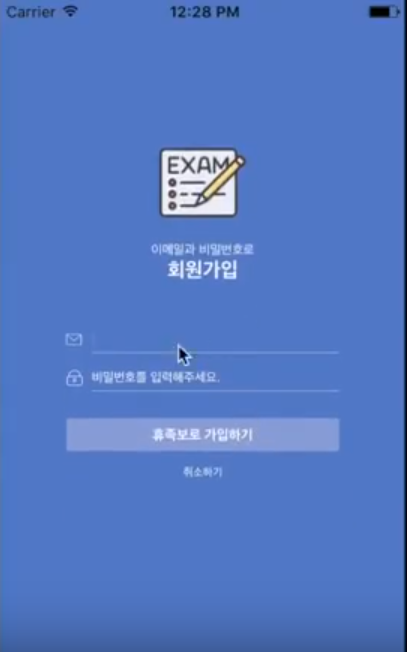 Carrier 12:28 PM
EXAM
이메일과 비밀번호로
회원가입
비밀번호를 입력해주세요.
휴족보로 가입하기
취소하기